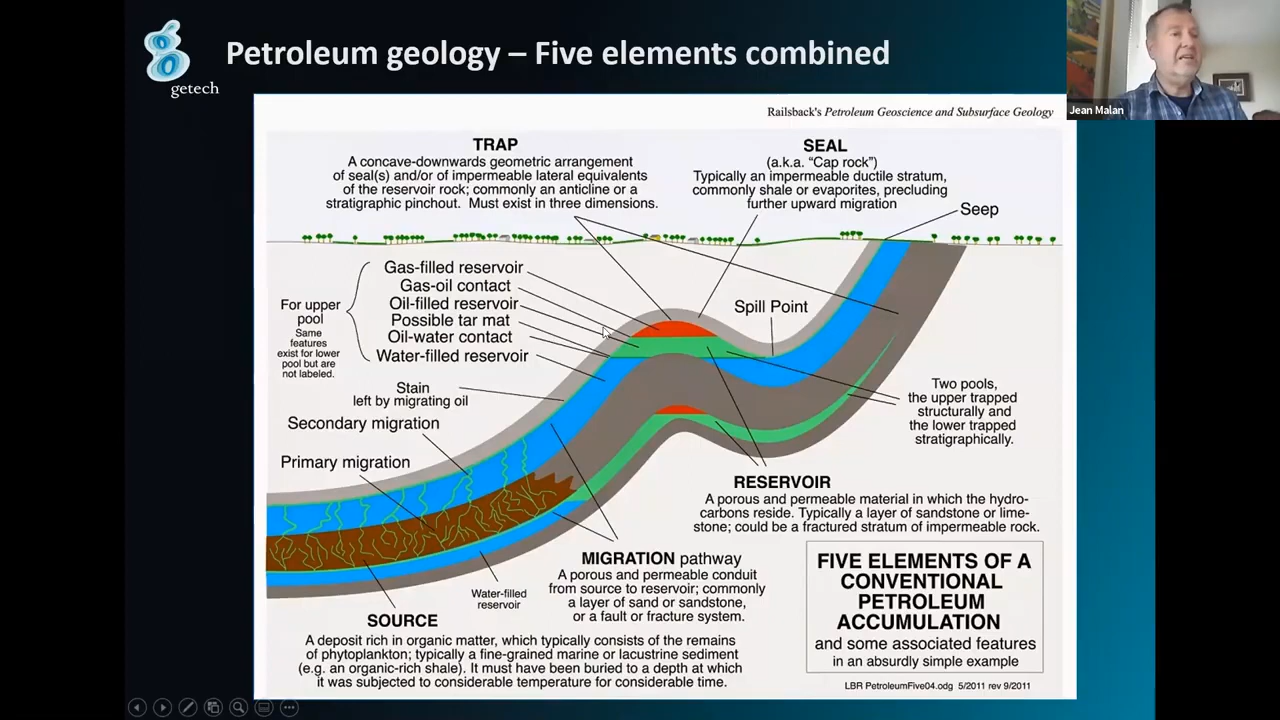 getech
Petroleum geology – Five elements combined
Jean Malan
Railsback's Petroleum Geoscience and Subsurface Geology
TRAP
A concave-downwards geometric arrangement
of seal(s) and/or of impermeable lateral equivalents
of the reservoir rock; commonly an anticline or a
stratigraphic pinchout. Must exist in three dimensions.
SEAL
(a.k.a. “Cap rock”)
Typically an impermeable ductile stratum,
commonly shale or evaporites, precluding
further upward migration
Seep
For upper
pool
Same
features
exist for lower
pool but are
not labeled.
Gas-filled reservoir
Gas-oil contact
Oil-filled reservoir
Possible tar mat
Oil-water contact
Water-filled reservoir
Spill Point
Stain
left by migrating oil
Secondary migration
Primary migration
Two pools,
the upper trapped
structurally and
the lower trapped
stratigraphically.
RESERVOIR
A porous and permeable material in which the hydro-
carbons reside. Typically a layer of sandstone or lime-
stone; could be a fractured stratum of impermeable rock.
MIGRATION pathway
A porous and permeable conduit
from source to reservoir; commonly
a layer of sand or sandstone,
or a fault or fracture system.
Water-filled
reservoir
SOURCE
A deposit rich in organic matter, which typically consists of the remains
of phytoplankton; typically a fine-grained marine or lacustrine sediment
(e.g. an organic-rich shale). It must have been buried to a depth at which
it was subjected to considerable temperature for considerable time.
FIVE ELEMENTS OF A
CONVENTIONAL
PETROLEUM
ACCUMULATION
and some associated features
in an absurdly simple example
LBR PetroleumFive04.odg 5/2011 rev 9/2011